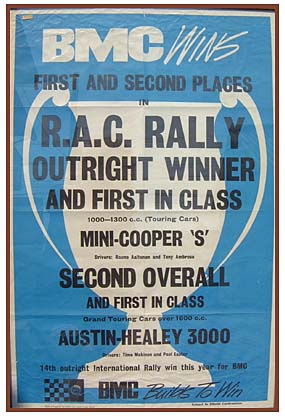 BMC WINS
FIRST AND SECOND PLACES
IN
R.A.C. RALLY
OUTRIGHT WINNER
AND FIRST IN CLASS
1000—1300 c.c. (Touring Cars)
MINI-COOPER 'S'
Drivers: Rauno Aaltonen and Tony Ambrose
SECOND OVERALL
AND FIRST IN CLASS
Grand Touring Cars over 1600 c.c.
AUSTIN-HEALEY 3000
Drivers: Timo Makinen and Paul Easter
14th outright International Rally win this year for BMC
BMC Builds To Win